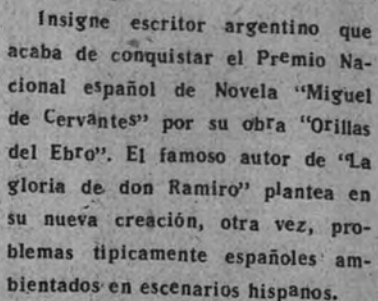 Insigne escritor argentino que
acaba de conquistar el Premio Na-
cional español de Novela "Miguel
de Cervantes" por su obra "Orillas
del Ebro". El famoso autor de "La
gloria de don Ramiro" plantea en
su nueva creación, otra vez, pro-
blemas tipicamente españoles am-
bientados en escenarios hispanos.